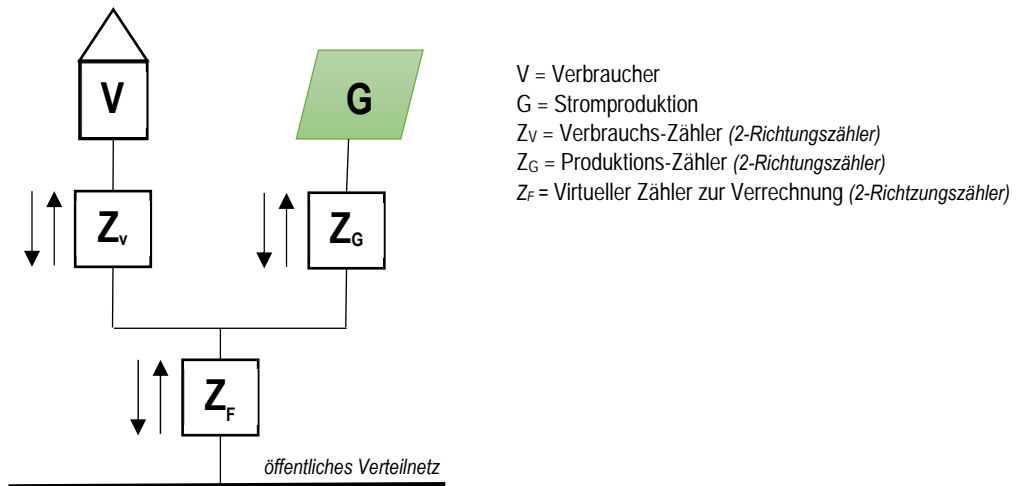 V
G
V = Verbraucher
G = Stromproduktion
ZV = Verbrauchs-Zähler (2-Richtungszähler)
ZG = Produktions-Zähler (2-Richtungszähler)
ZF = Virtueller Zähler zur Verrechnung (2-Richtzungszähler)
Zv
ZG
ZF
öffentliches Verteilnetz